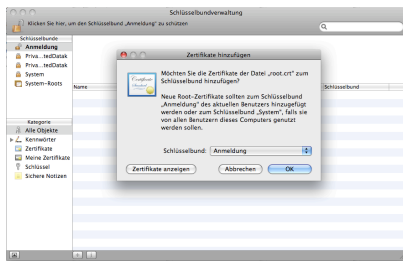 Schlüsselbundverwaltung
Klicken Sie hier, um den Schlüsselbund „Anmeldung“ zu schützen
Schlüsselbunde
Anmeldung
Priva...tedDatak
Priva...tedDatak
System
System-Roots
Name
Schlüsselbund
Zertifikate hinzufügen
Möchten Sie die Zertifikate der Datei „root.crt“ zum
Schlüsselbund hinzufügen?
Neue Root-Zertifikate sollten zum Schlüsselbund
„Anmeldung“ des aktuellen Benutzers hinzugefügt
werden oder zum Schlüsselbund „System“, falls sie
von allen Benutzern dieses Computers genutzt
werden sollen.
Schlüsselbund: Anmeldung
Zertifikate anzeigen
Abbrechen
OK
Kategorie
Alle Objekte
Kennwörter
Zertifikate
Meine Zertifikate
Schlüssel
Sichere Notizen